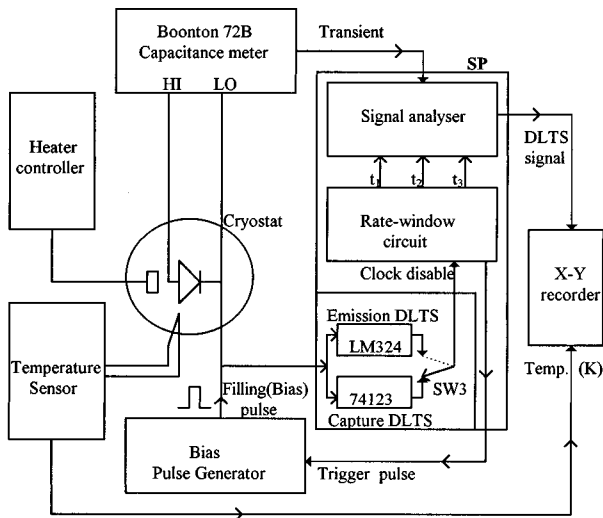 Boonton 72B
Capacitance meter
HI LO
Transient
SP
Heater
controller
Signal analyser
DLTS
signal
t1 t2 t3
Cryostat
Rate-window
circuit
Clock disable
X-Y
recorder
Emission DLTS
LM324
Temperature
Sensor
Filling(Bias)
pulse
74123
SW3
Capture DLTS
Temp. (K)
Bias
Pulse Generator
Trigger pulse